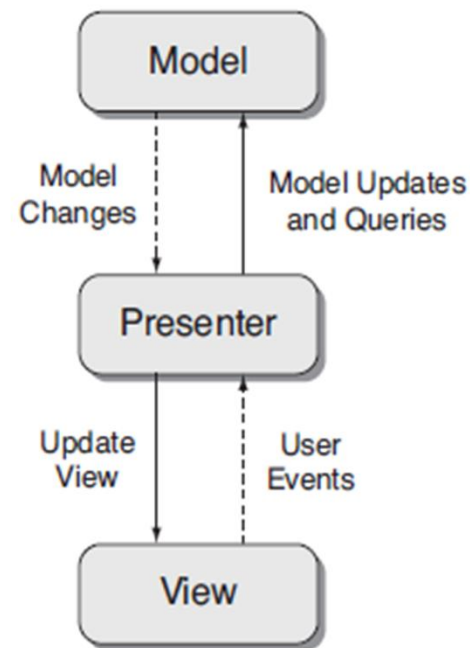 Model
Model
Changes
Model Updates
and Queries
Presenter
Update
View
User
Events
View